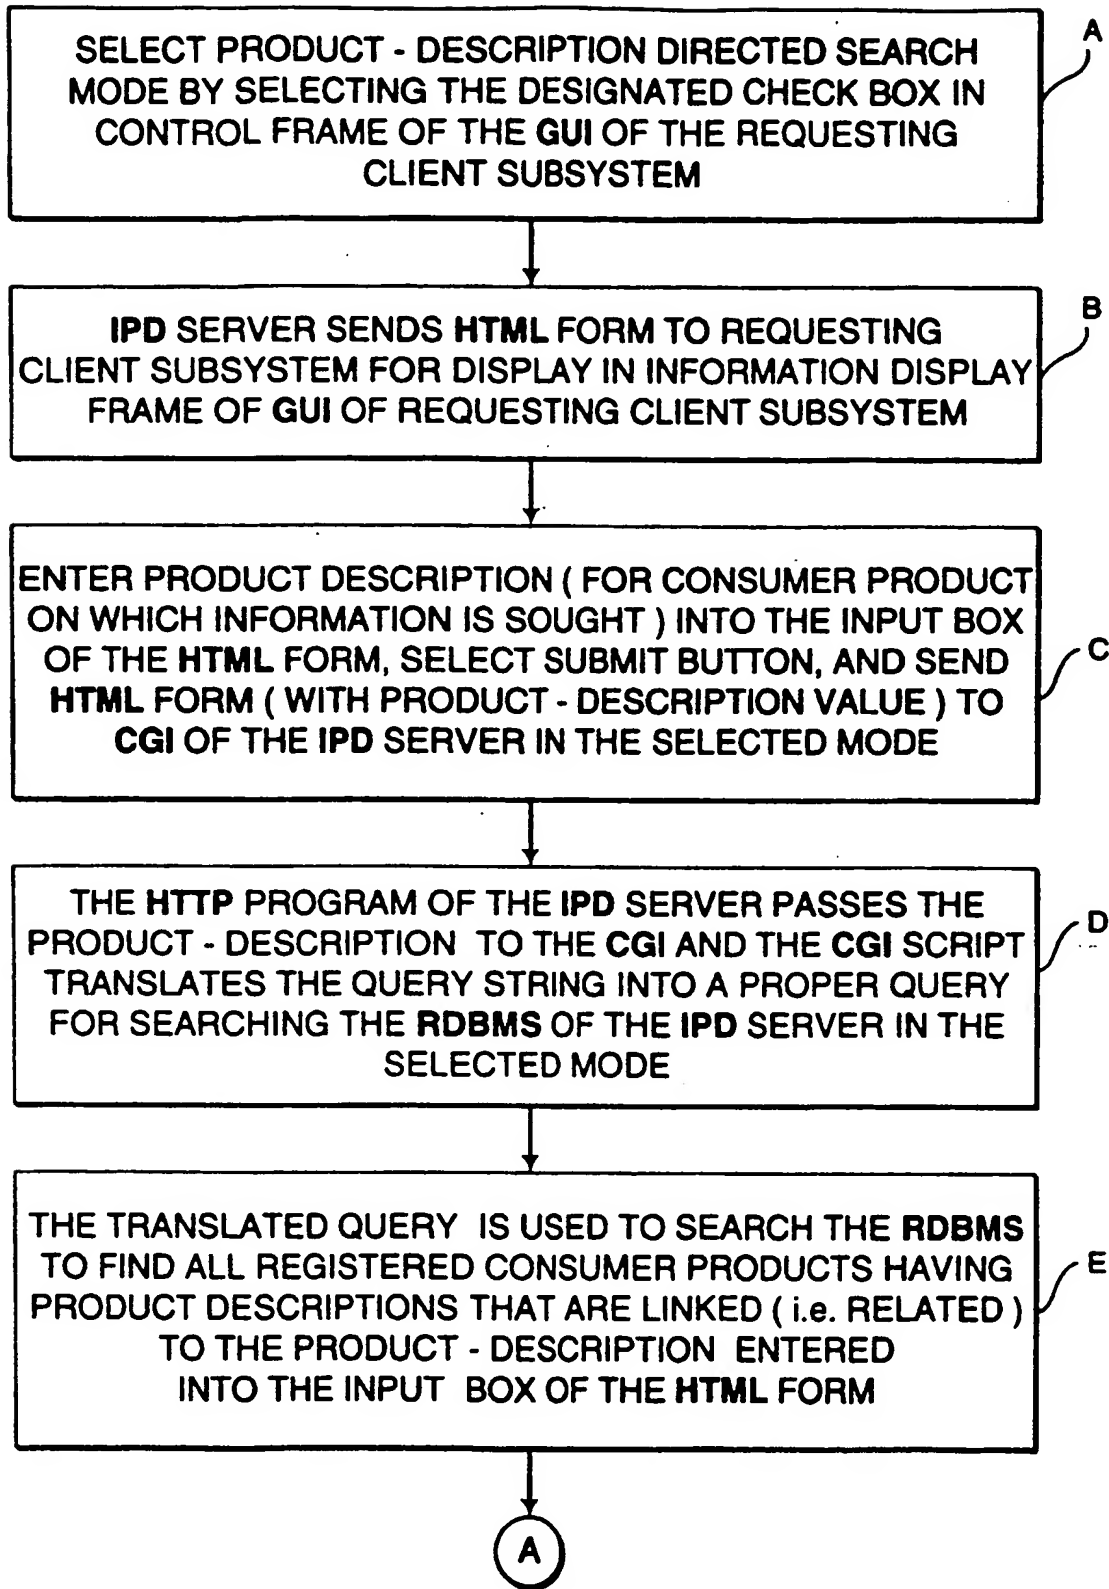 SELECT PRODUCT - DESCRIPTION DIRECTED SEARCH
MODE BY SELECTING THE DESIGNATED CHECK BOX IN
CONTROL FRAME OF THE GUI OF THE REQUESTING
CLIENT SUBSYSTEM
A
IPD SERVER SENDS HTML FORM TO REQUESTING
CLIENT SUBSYSTEM FOR DISPLAY IN INFORMATION DISPLAY
FRAME OF GUI OF REQUESTING CLIENT SUBSYSTEM
B
ENTER PRODUCT DESCRIPTION ( FOR CONSUMER PRODUCT
ON WHICH INFORMATION IS SOUGHT ) INTO THE INPUT BOX
OF THE HTML FORM, SELECT SUBMIT BUTTON, AND SEND
HTML FORM ( WITH PRODUCT - DESCRIPTION VALUE ) TO
CGI OF THE IPD SERVER IN THE SELECTED MODE
C
THE HTTP PROGRAM OF THE IPD SERVER PASSES THE
PRODUCT - DESCRIPTION TO THE CGI AND THE CGI SCRIPT
TRANSLATES THE QUERY STRING INTO A PROPER QUERY
FOR SEARCHING THE RDBMS OF THE IPD SERVER IN THE
SELECTED MODE
D
THE TRANSLATED QUERY IS USED TO SEARCH THE RDBMS
TO FIND ALL REGISTERED CONSUMER PRODUCTS HAVING
PRODUCT DESCRIPTIONS THAT ARE LINKED ( i.e. RELATED )
TO THE PRODUCT - DESCRIPTION ENTERED
INTO THE INPUT BOX OF THE HTML FORM
E
A